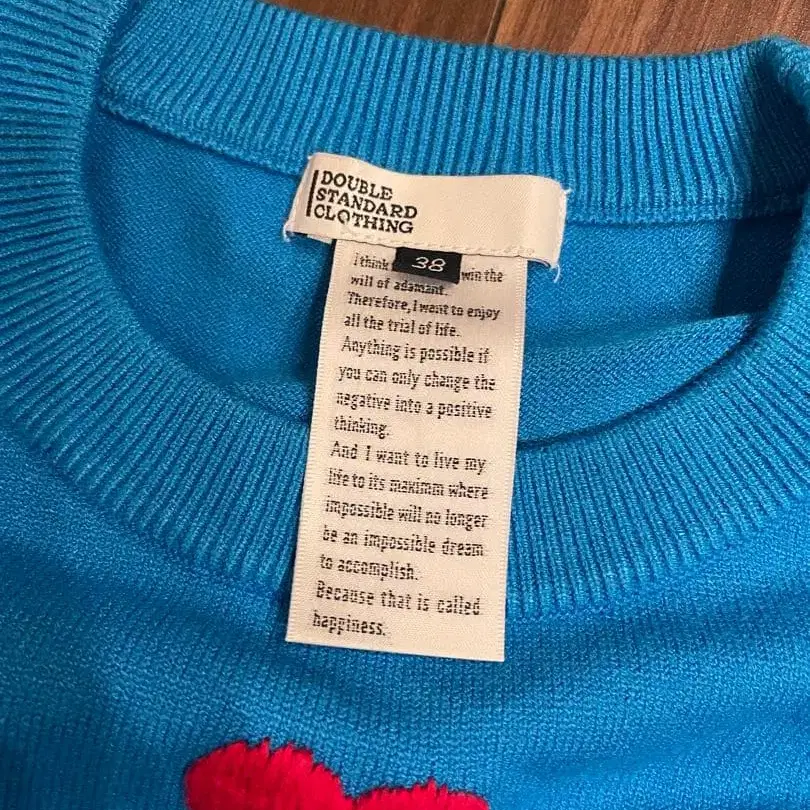 DOUBLE
STANDARD
CLOTHING
38
I think win the
will of adamant.
Therefore, I want to enjoy
all the trial of life.
Anything is possible if
you can only change the
negative into a positive
thinking.
And I want to live my
life to its maximm where
impossible will no longer
be an impossible dream
to accomplish.
Because that is called
happiness.